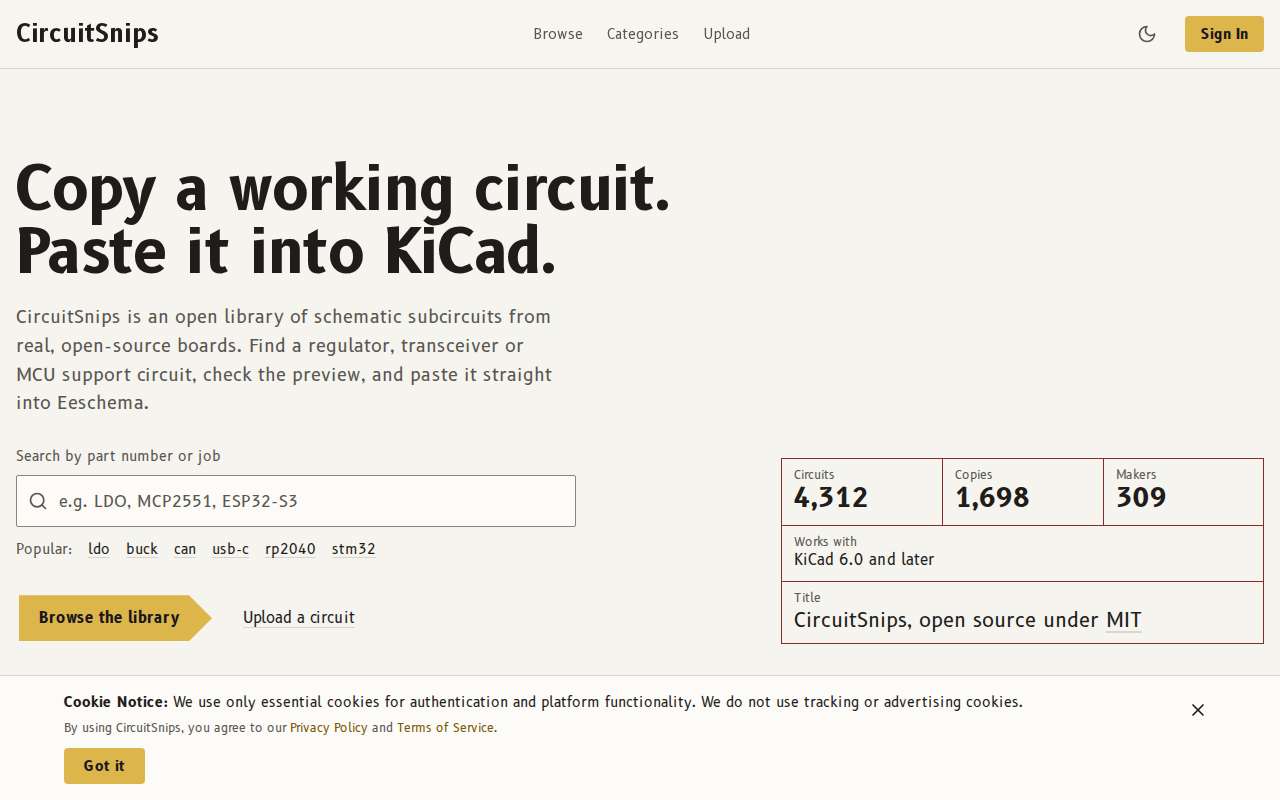 CircuitSnips
Browse
Categories
Upload
Sign In
Copy a working circuit.
Paste it into KiCad.
CircuitSnips is an open library of schematic subcircuits from
real, open-source boards. Find a regulator, transceiver or
MCU support circuit, check the preview, and paste it straight
into Eeschema.
Search by part number or job
e.g. LDO, MCP2551, ESP32-S3
Popular: ldo buck can usb-c rp2040 stm32
Browse the library
Upload a circuit
Circuits
4,312
Copies
1,698
Makers
309
Works with
KiCad 6.0 and later
Title
CircuitSnips, open source under MIT
Cookie Notice: We use only essential cookies for authentication and platform functionality. We do not use tracking or advertising cookies.
By using CircuitSnips, you agree to our Privacy Policy and Terms of Service.
Got it